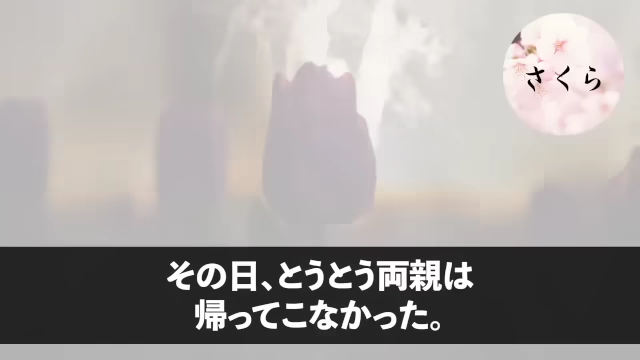 さくら
その日、とうとう両親は
帰ってこなかった。